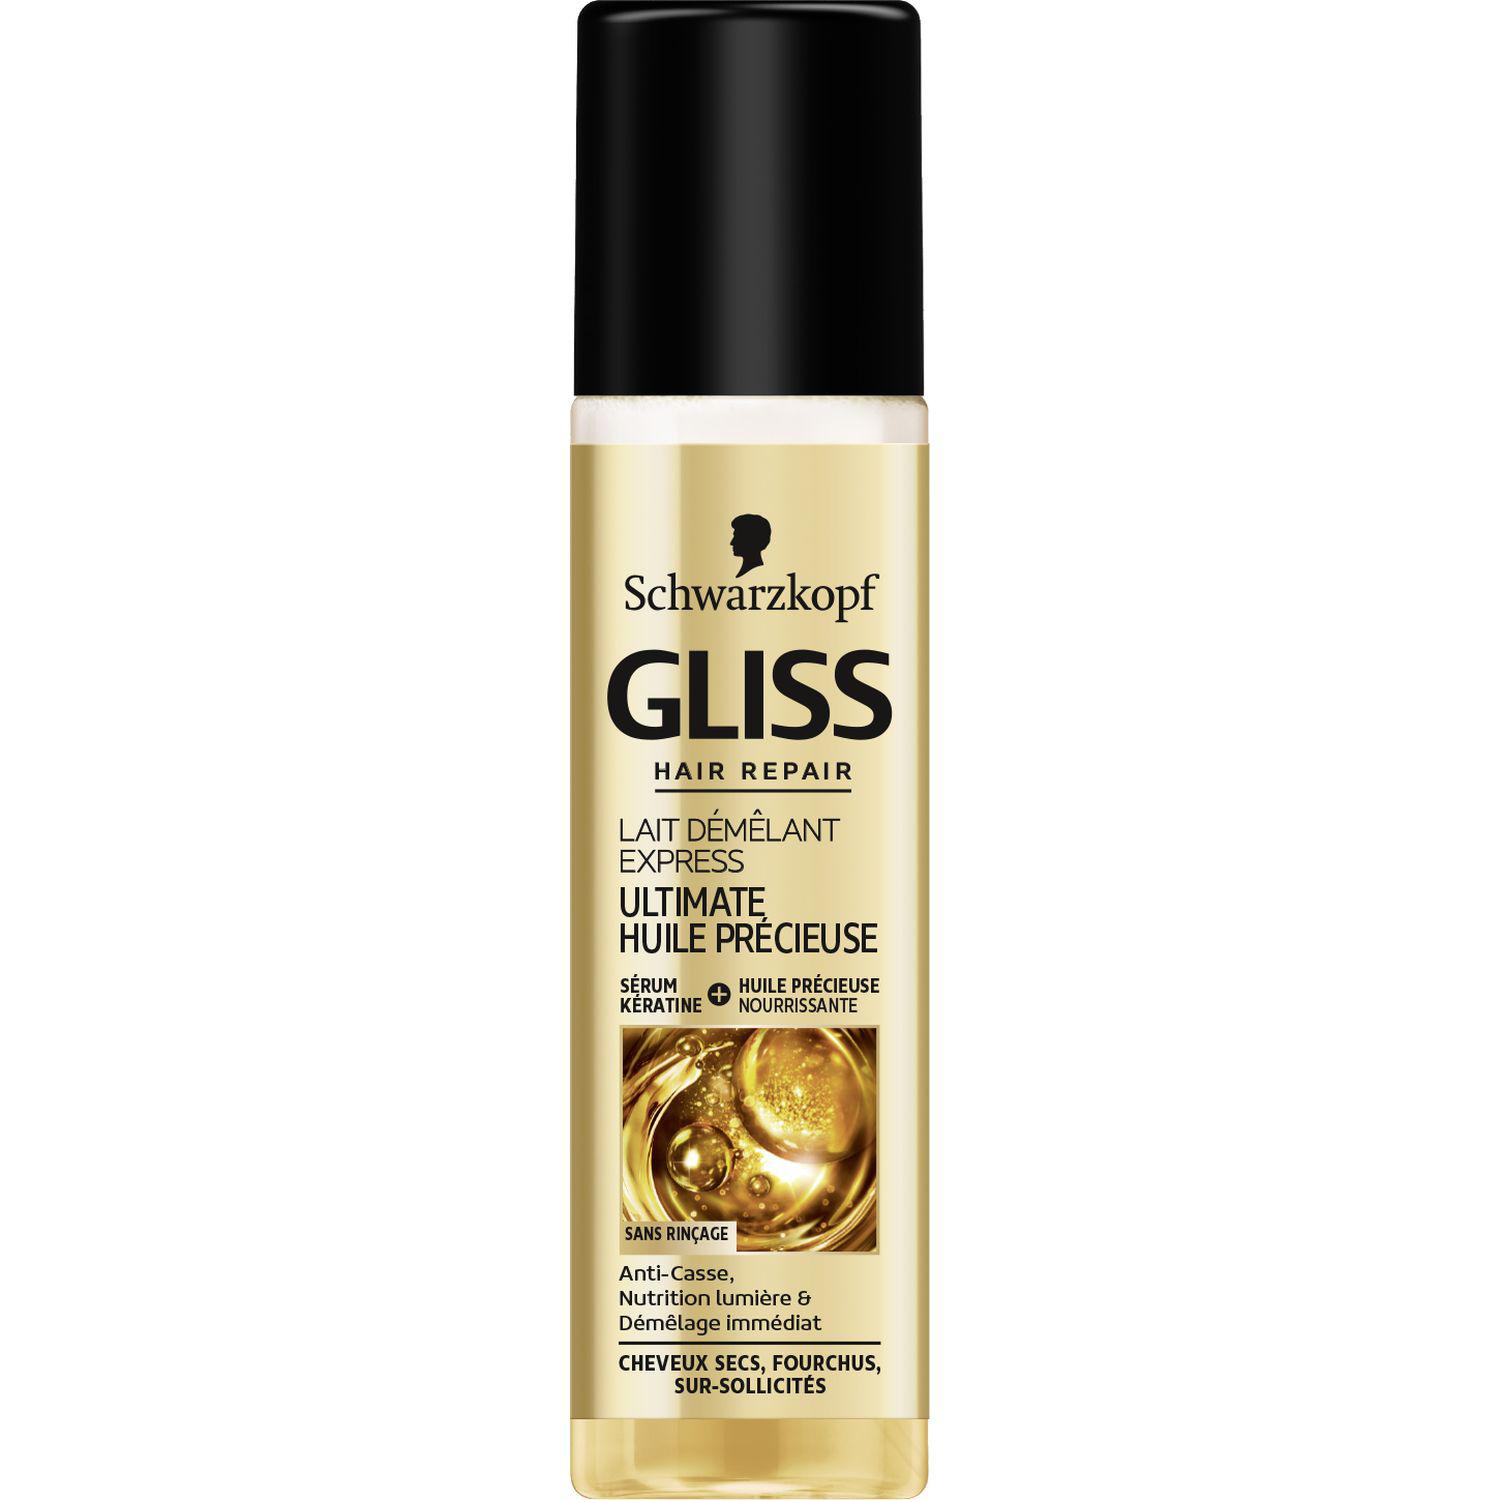 Schwarzkopf
GLISS
HAIR REPAIR
LAIT DÉMÊLANT
EXPRESS
ULTIMATE
HUILE PRÉCIEUSE
SÉRUM
KÉRATINE
+
HUILE PRÉCIEUSE
NOURRISSANTE
SANS RINÇAGE
Anti-Casse,
Nutrition lumière &
Démêlage immédiat
CHEVEUX SECS, FOURCHUS,
SUR-SOLLICITÉS